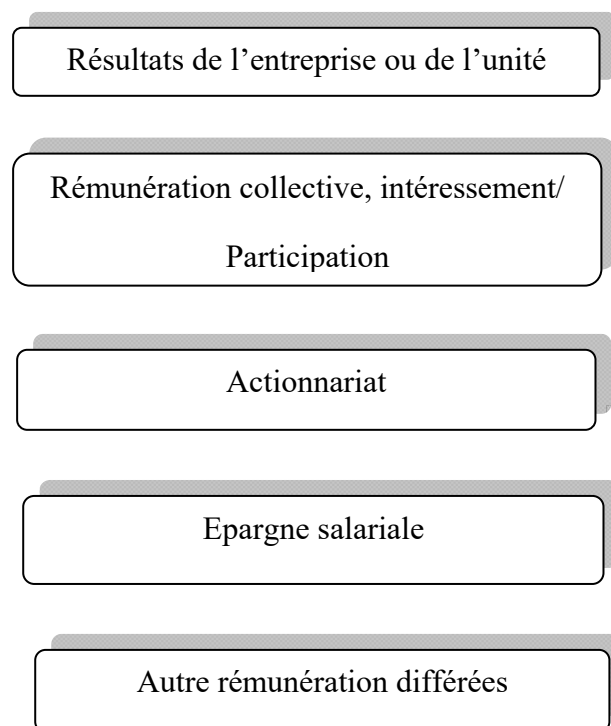 Résultats de l’entreprise ou de l’unité
Rémunération collective, intéressement/
Participation
Actionnariat
Epargne salariale
Autre rémunération différées